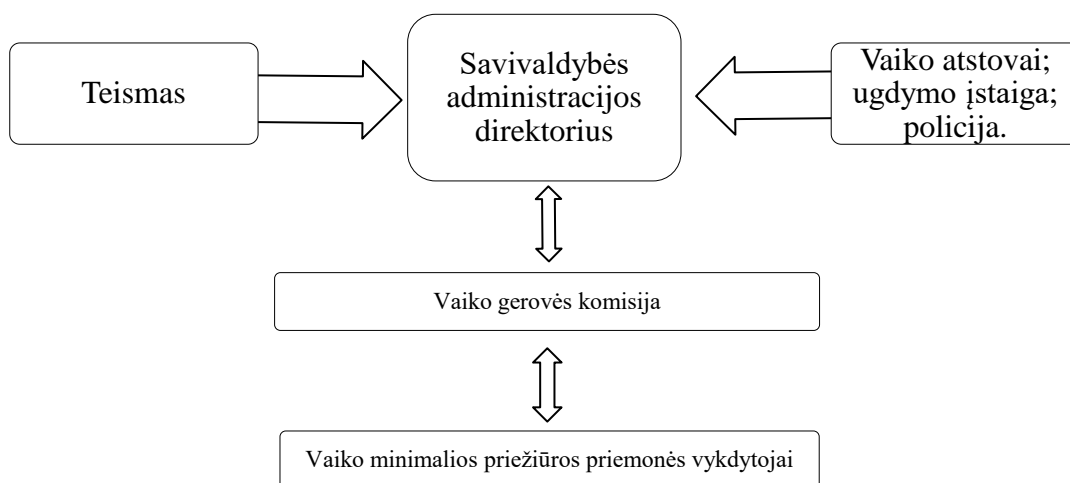 Teismas
Savivaldybės
administracijos
direktorius
Vaiko atstovai;
ugdymo įstaiga;
policija.
Vaiko gerovės komisija
Vaiko minimalios priežiūros priemonės vykdytojai